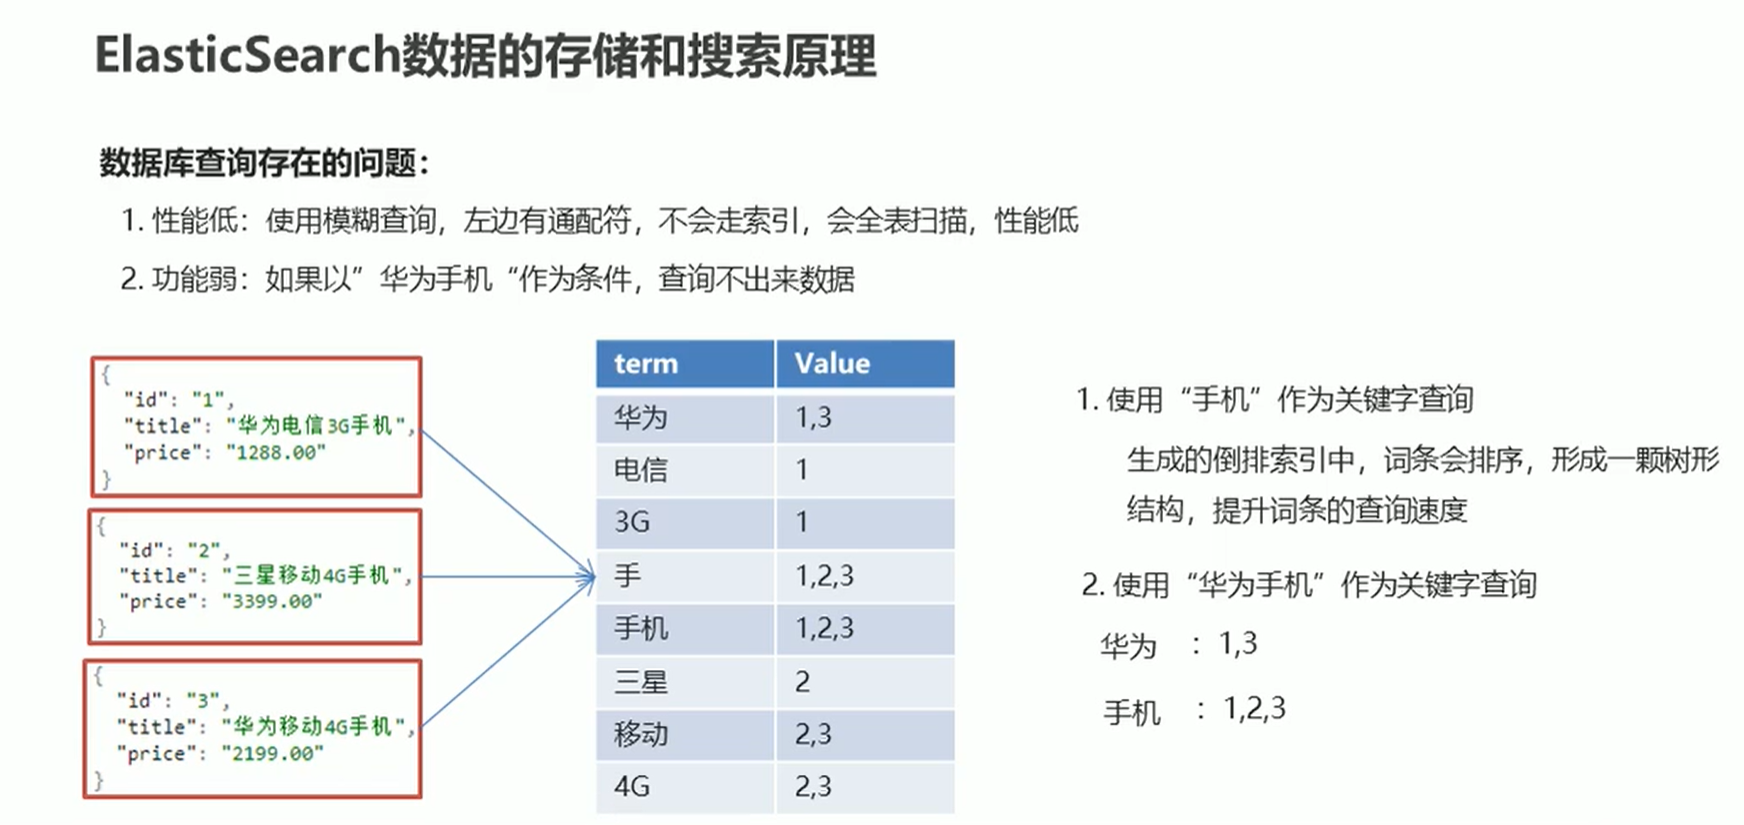 ElasticSearch数据的存储和搜索原理
数据库查询存在的问题：
1. 性能低：使用模糊查询，左边有通配符，不会走索引，会全表扫描，性能低
2. 功能弱：如果以”华为手机“作为条件，查询不出来数据
{
"id": "1",
"title": "华为电信3G手机",
"price": "1288.00"
}
{
"id": "2",
"title": "三星移动4G手机",
"price": "3399.00"
}
{
"id": "3",
"title": "华为移动4G手机",
"price": "2199.00"
}
term Value
华为 1,3
电信 1
3G 1
手 1,2,3
手机 1,2,3
三星 2
移动 2,3
4G 2,3
1. 使用“手机”作为关键字查询
生成的倒排索引中，词条会排序，形成一颗树形
结构，提升词条的查询速度
2. 使用“华为手机”作为关键字查询
华为 ：1,3
手机 ：1,2,3